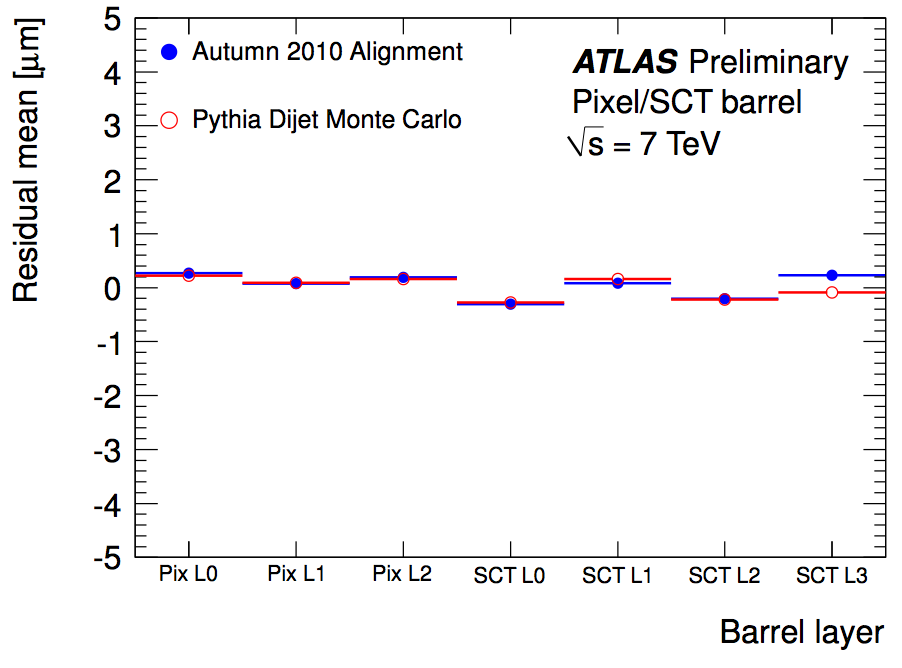 Residual mean [μm]
5
4
3
2
1
0
-1
-2
-3
-4
-5
Autumn 2010 Alignment
Pythia Dijet Monte Carlo
ATLAS Preliminary
Pixel/SCT barrel
√s = 7 TeV
Pix L0 Pix L1 Pix L2 SCT L0 SCT L1 SCT L2 SCT L3
Barrel layer